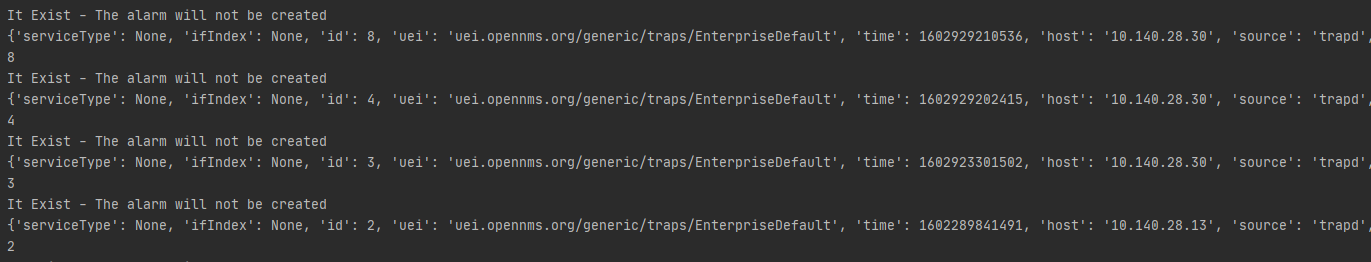 It Exist - The alarm will not be created
{'serviceType': None, 'ifIndex': None, 'id': 8, 'uei': 'uei.opennms.org/generic/traps/EnterpriseDefault', 'time': 1602929210536, 'host': '10.140.28.30', 'source': 'trapd',
8
It Exist - The alarm will not be created
{'serviceType': None, 'ifIndex': None, 'id': 4, 'uei': 'uei.opennms.org/generic/traps/EnterpriseDefault', 'time': 1602929202415, 'host': '10.140.28.30', 'source': 'trapd',
4
It Exist - The alarm will not be created
{'serviceType': None, 'ifIndex': None, 'id': 3, 'uei': 'uei.opennms.org/generic/traps/EnterpriseDefault', 'time': 1602923301502, 'host': '10.140.28.30', 'source': 'trapd',
3
It Exist - The alarm will not be created
{'serviceType': None, 'ifIndex': None, 'id': 2, 'uei': 'uei.opennms.org/generic/traps/EnterpriseDefault', 'time': 1602289841491, 'host': '10.140.28.13', 'source': 'trapd',
2